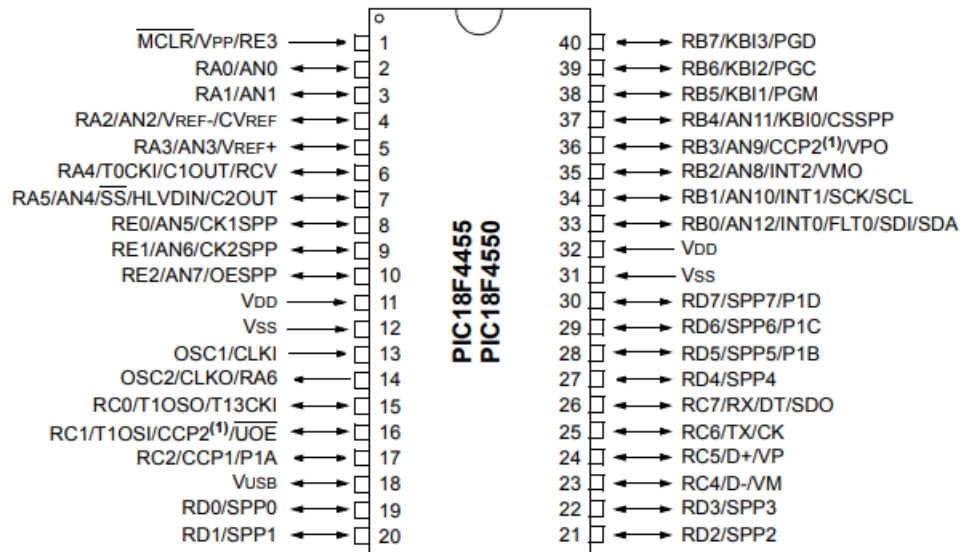 MCLR/VPP/RE3 1 40 RB7/KBI3/PGD
RA0/AN0 2 39 RB6/KBI2/PGC
RA1/AN1 3 38 RB5/KBI1/PGM
RA2/AN2/VREF-/CVREF 4 37 RB4/AN11/KBI0/CSSPP
RA3/AN3/VREF+ 5 36 RB3/AN9/CCP2(1)/VPO
RA4/T0CKI/C1OUT/RCV 6 35 RB2/AN8/INT2/VMO
RA5/AN4/SS/HLVDIN/C2OUT 7 34 RB1/AN10/INT1/SCK/SCL
RE0/AN5/CK1SPP 8 33 RB0/AN12/INT0/FLT0/SDI/SDA
RE1/AN6/CK2SPP 9 32 VDD
RE2/AN7/OESPP 10 31 VSS
VDD 11 30 RD7/SPP7/P1D
VSS 12 29 RD6/SPP6/P1C
OSC1/CLKI 13 28 RD5/SPP5/P1B
OSC2/CLKO/RA6 14 27 RD4/SPP4
RC0/T1OSO/T13CKI 15 26 RC7/RX/DT/SDO
RC1/T1OSI/CCP2(1)/UOE 16 25 RC6/TX/CK
RC2/CCP1/P1A 17 24 RC5/D+/VP
VUSB 18 23 RC4/D-/VM
RD0/SPP0 19 22 RD3/SPP3
RD1/SPP1 20 21 RD2/SPP2
PIC18F4455
PIC18F4550